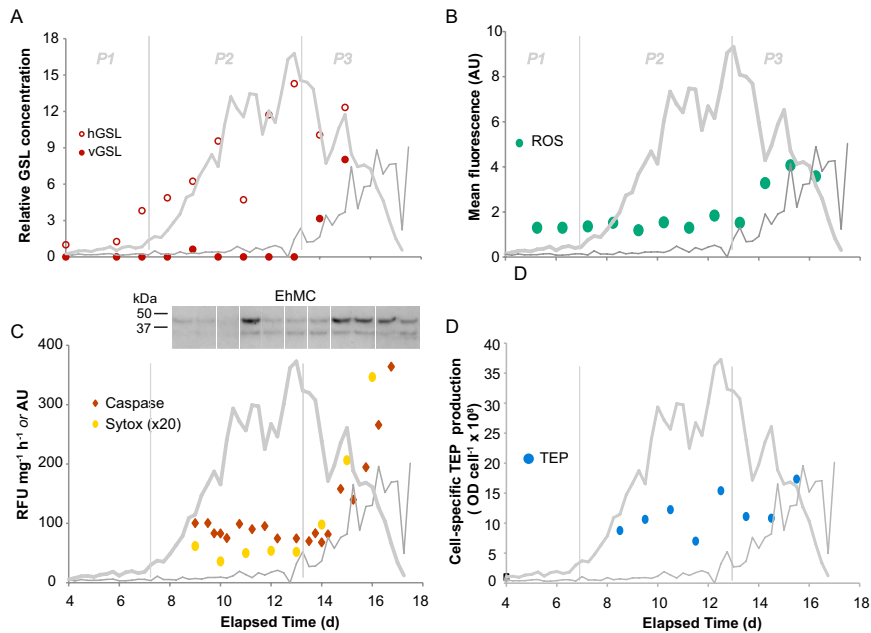 A
B
P1 P2 P3
P1 P2 P3
18
15
12
9
6
3
0
Relative GSL concentration
hGSL
vGSL
10
8
6
4
2
0
Mean fluorescence (AU)
ROS
D
kDa
50
37
EhMC
C
D
400
300
200
100
0
RFU mg⁻¹ h⁻¹ or AU
Caspase
Sytox (x20)
4 6 8 10 12 14 16 18
Elapsed Time (d)
40
35
30
25
20
15
10
5
0
Cell-specific TEP production
( OD cell⁻¹ x 10⁸)
TEP
4 6 8 10 12 14 16 18
Elapsed Time (d)